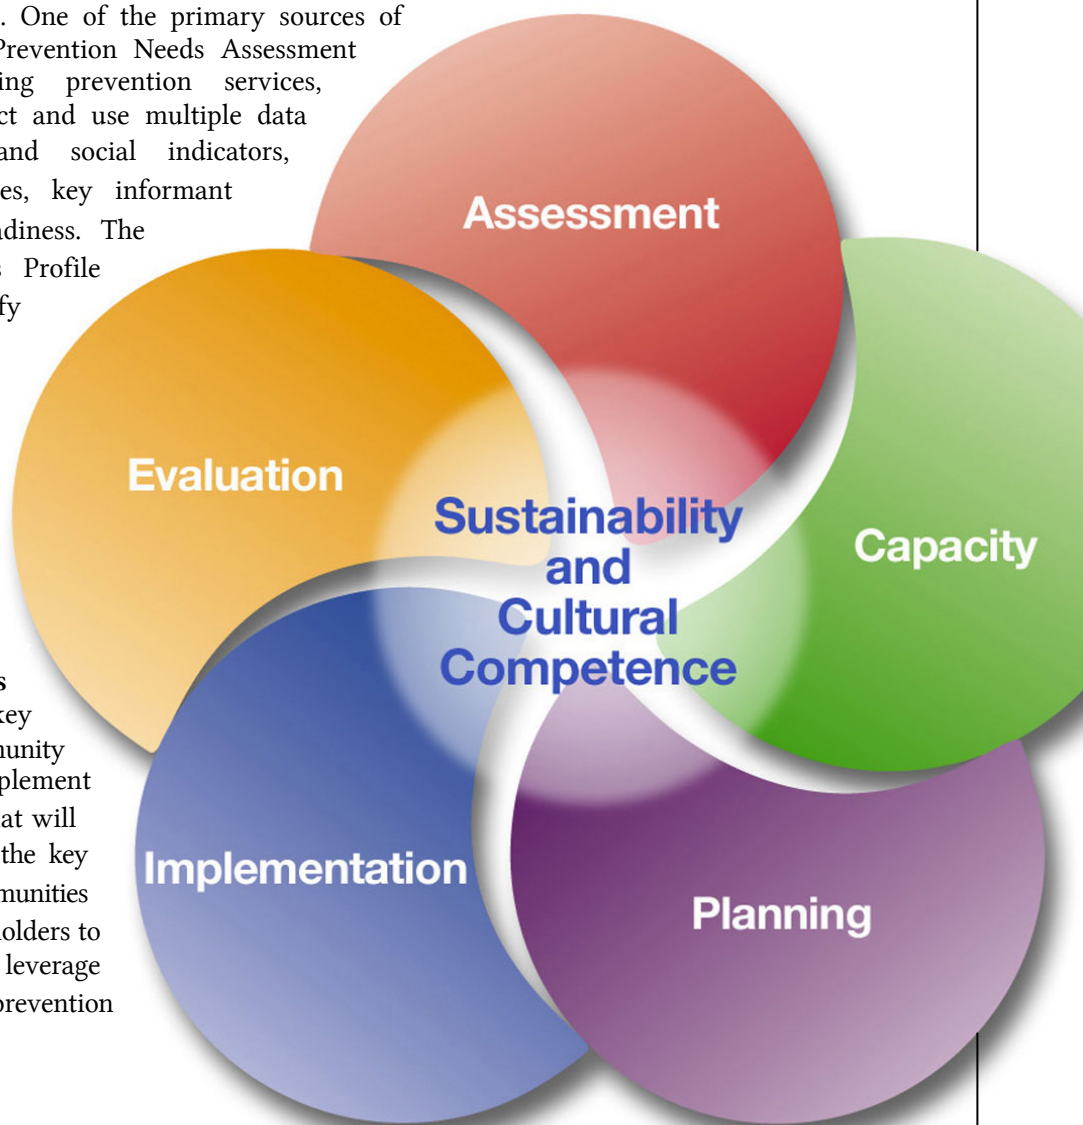 . One of the primary sources of
Prevention Needs Assessment
ing prevention services,
ct and use multiple data
and social indicators,
es, key informant
adiness. The
s Profile
fy
Assessment
Evaluation
Capacity
Sustainability
and
Cultural
Competence
s
key
munity
plement
at will
the key
munities
olders to
leverage
prevention
Implementation
Planning